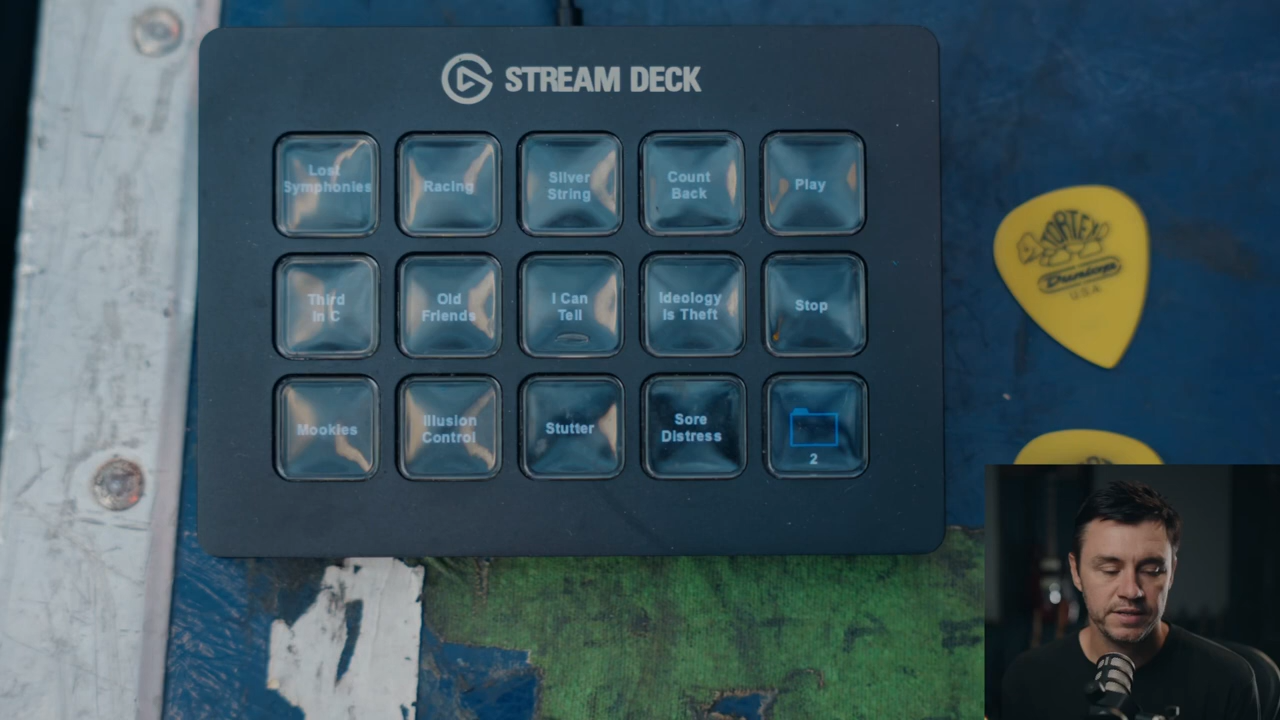 STREAM DECK
Lost
Symphonies
Racing
Silver
String
Count
Back
Play
Third
In C
Old
Friends
I Can
Tell
Ideology
Is Theft
Stop
Mookies
Illusion
Control
Stutter
Sore
Distress
2
TORTEX
Dunlop
USA